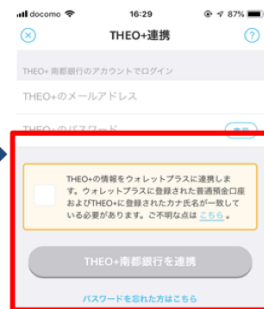 docomo 16:29 87%
THEO+連携
?
THEO+ 南都銀行のアカウントでログイン
THEO+のメールアドレス
THEO+のパスワード 表示
THEO+の情報をウォレットプラスに連携しま
す。ウォレットプラスに登録された普通預金口座
およびTHEO+に登録されたカナ氏名が一致して
いる必要があります。ご不明な点は こちら 。
THEO+南都銀行を連携
パスワードを忘れた方はこちら